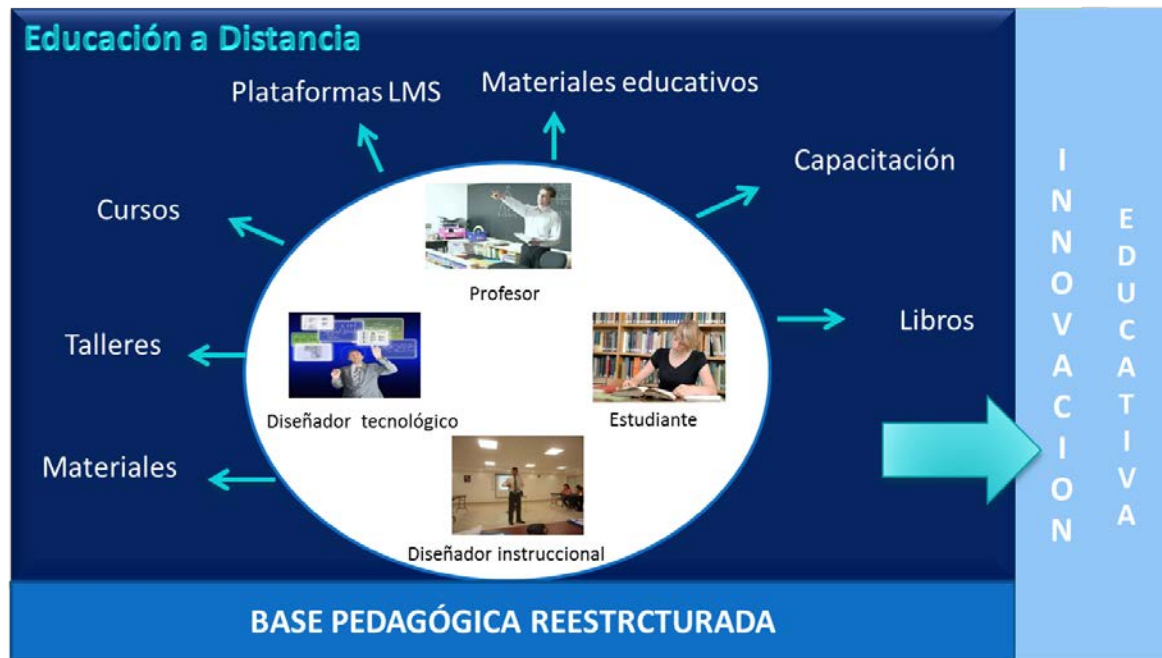 Educación a Distancia
Plataformas LMS
Materiales educativos
Capacitación
Cursos
Profesor
Libros
Talleres
Diseñador tecnológico
Estudiante
Materiales
Diseñador instruccional
INNOVACION
EDUCATIVA
BASE PEDAGÓGICA REESTRCTURADA